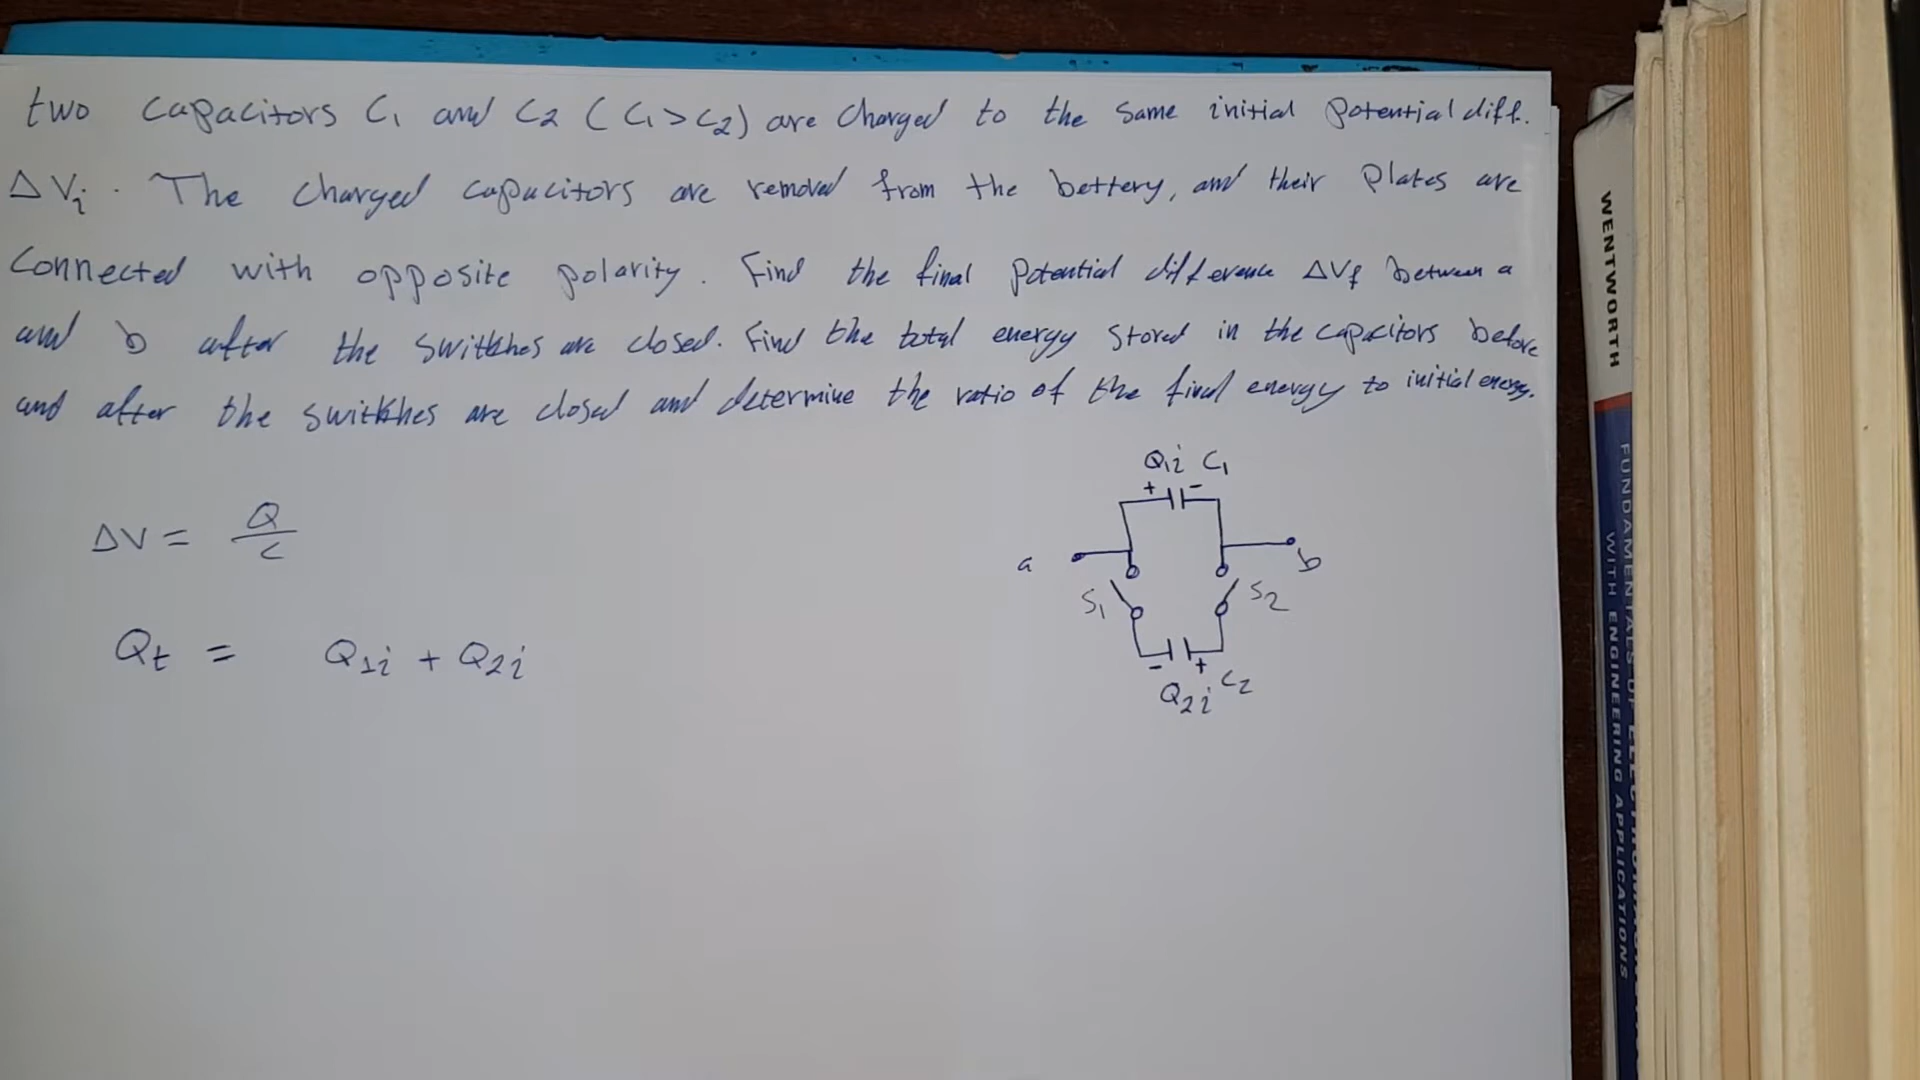 two capacitors C₁ and C₂ ( C₁ > C₂) are charged to the same initial potential diff.
ΔVᵢ . The charged capacitors are removed from the bettery, and their plates are
connected with opposite polarity. Find the final potential difference ΔVf between a
and b after the switches are closed. Find the total energy stored in the capacitors before
and after the switches are closed and determine the ratio of the final energy to initial energy.
Q₁ᵢ C₁
+ -
ΔV = Q/C
a b
S₁ S₂
Qt = Q₁ᵢ + Q₂ᵢ
- +
Q₂ᵢ C₂
WENTWORTH
FUNDAMENTALS OF
WITH ENGINEERING APPLICATIONS